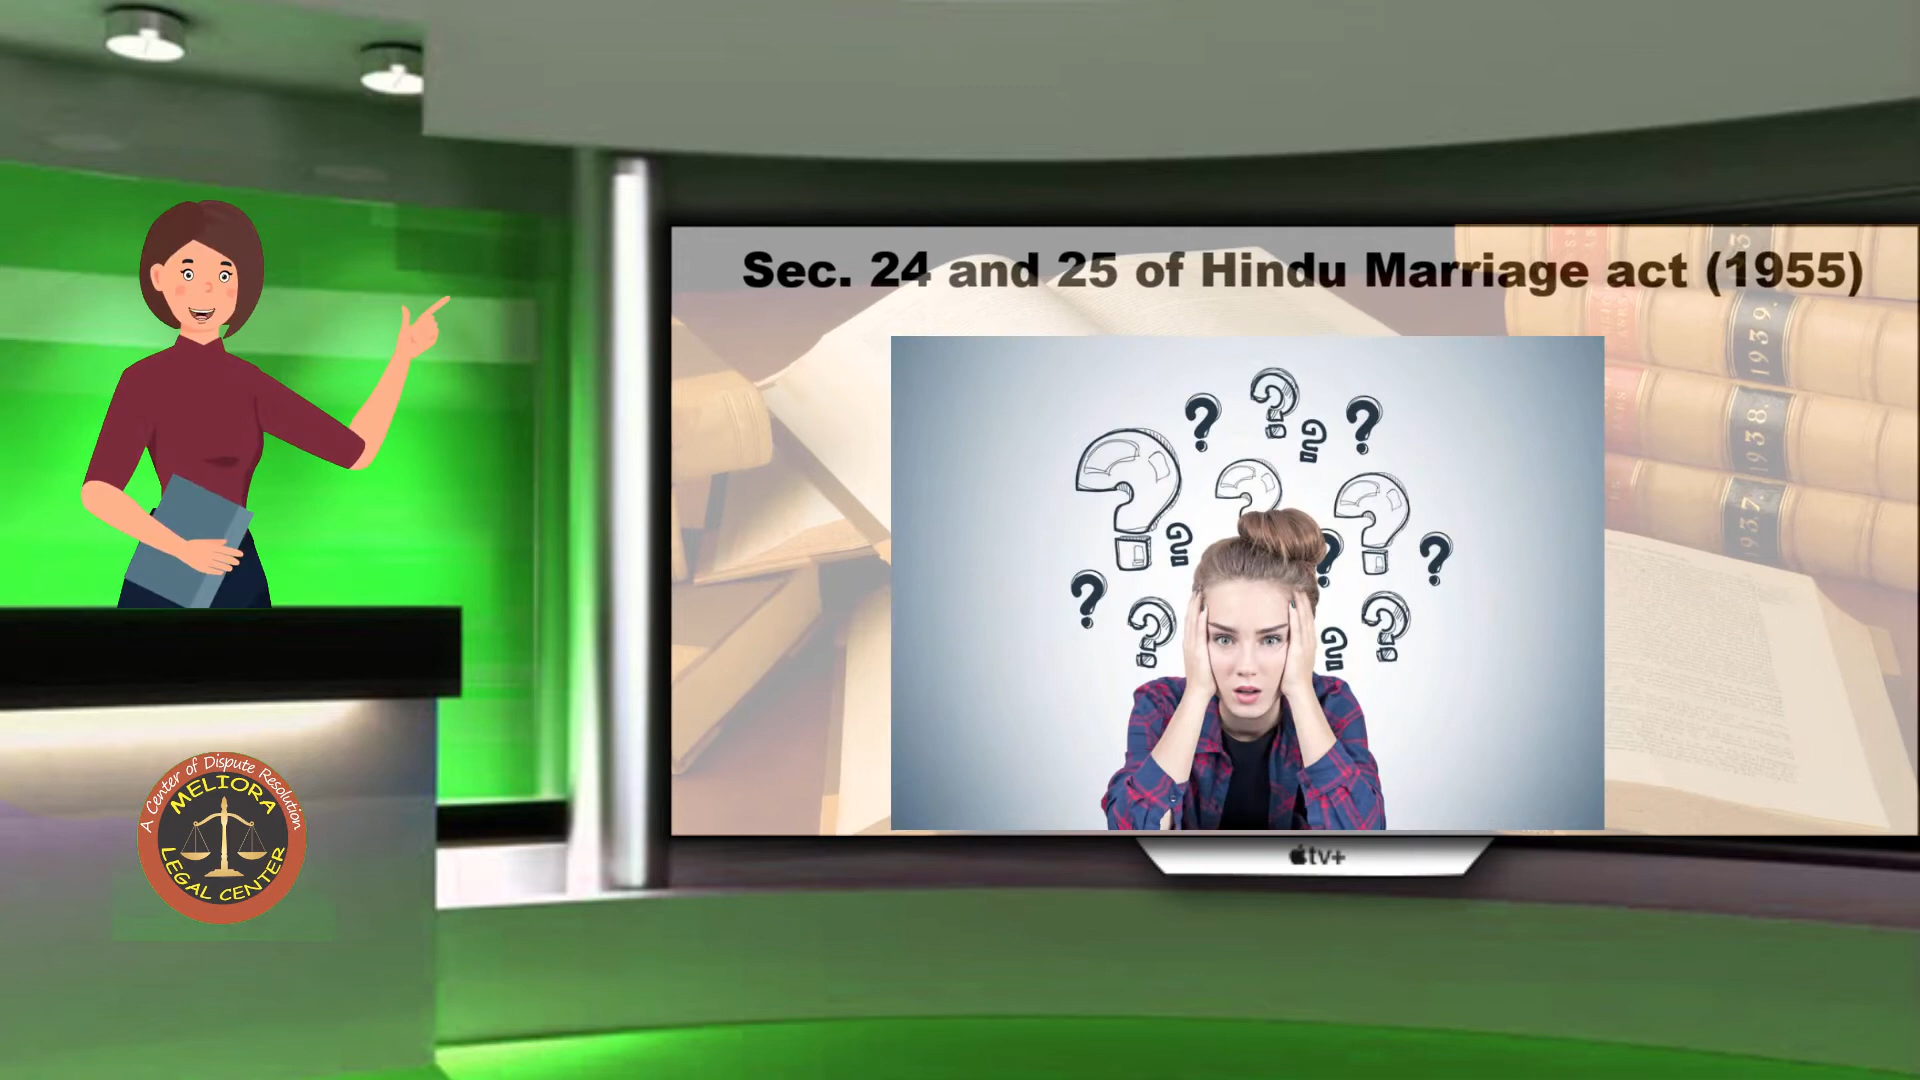 Sec. 24 and 25 of Hindu Marriage act (1955)
1939.
1938.
1937.
tv+
A Center of Dispute Resolution
MELIORA
LEGAL CENTER